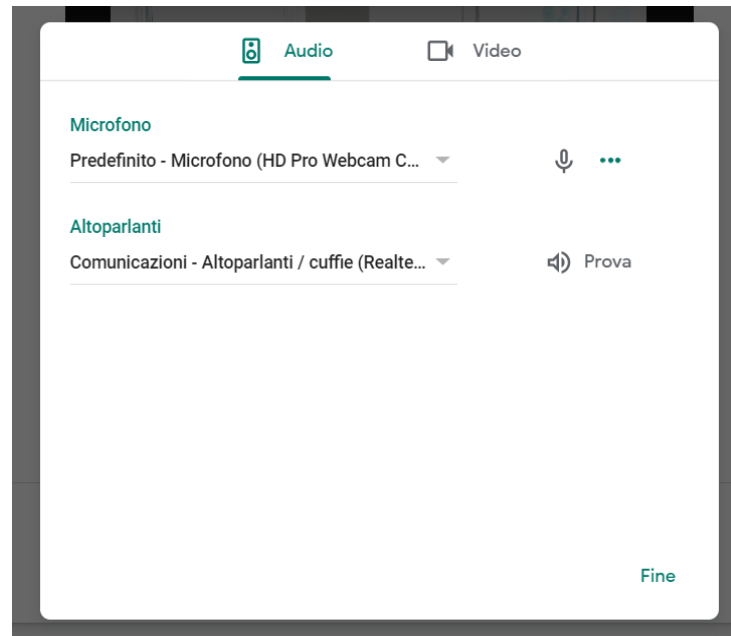 Audio
Video
Microfono
Predefinito - Microfono (HD Pro Webcam C...
Altoparlanti
Comunicazioni - Altoparlanti / cuffie (Realte...
Prova
Fine